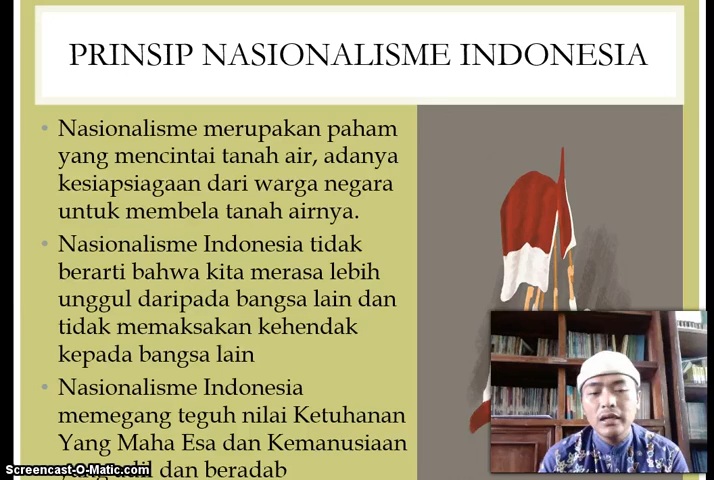 PRINSIP NASIONALISME INDONESIA
• Nasionalisme merupakan paham
yang mencintai tanah air, adanya
kesiapsiagaan dari warga negara
untuk membela tanah airnya.
• Nasionalisme Indonesia tidak
berarti bahwa kita merasa lebih
unggul daripada bangsa lain dan
tidak memaksakan kehendak
kepada bangsa lain
• Nasionalisme Indonesia
memegang teguh nilai Ketuhanan
Yang Maha Esa dan Kemanusiaan
yang adil dan beradab
Screencast-O-Matic.com